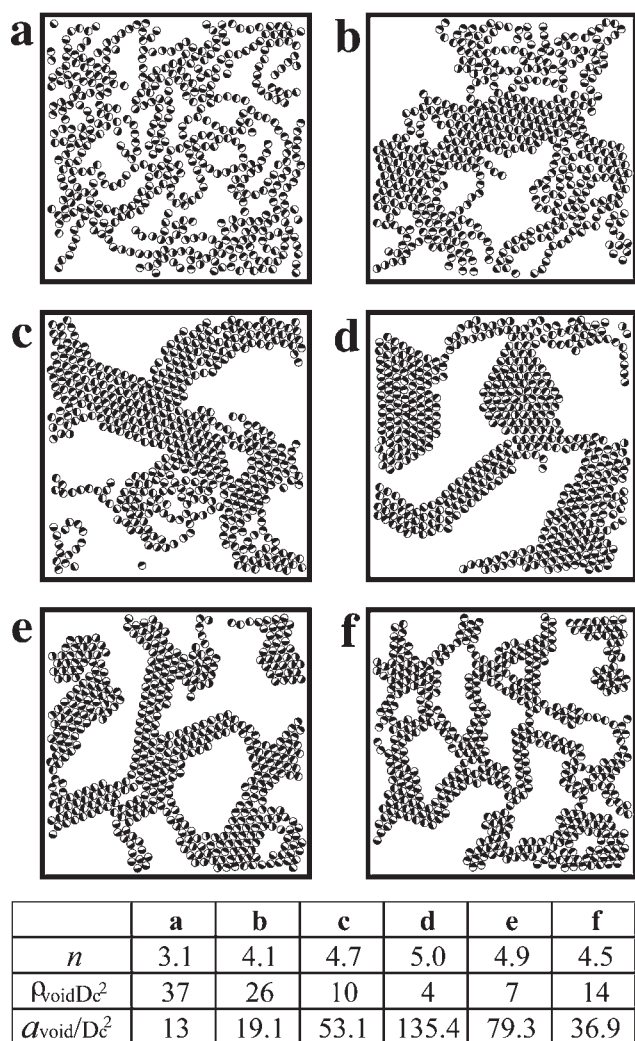 a b
c d
e f
a b c d e f
n 3.1 4.1 4.7 5.0 4.9 4.5
ρvoidDc² 37 26 10 4 7 14
avoid/Dc² 13 19.1 53.1 135.4 79.3 36.9